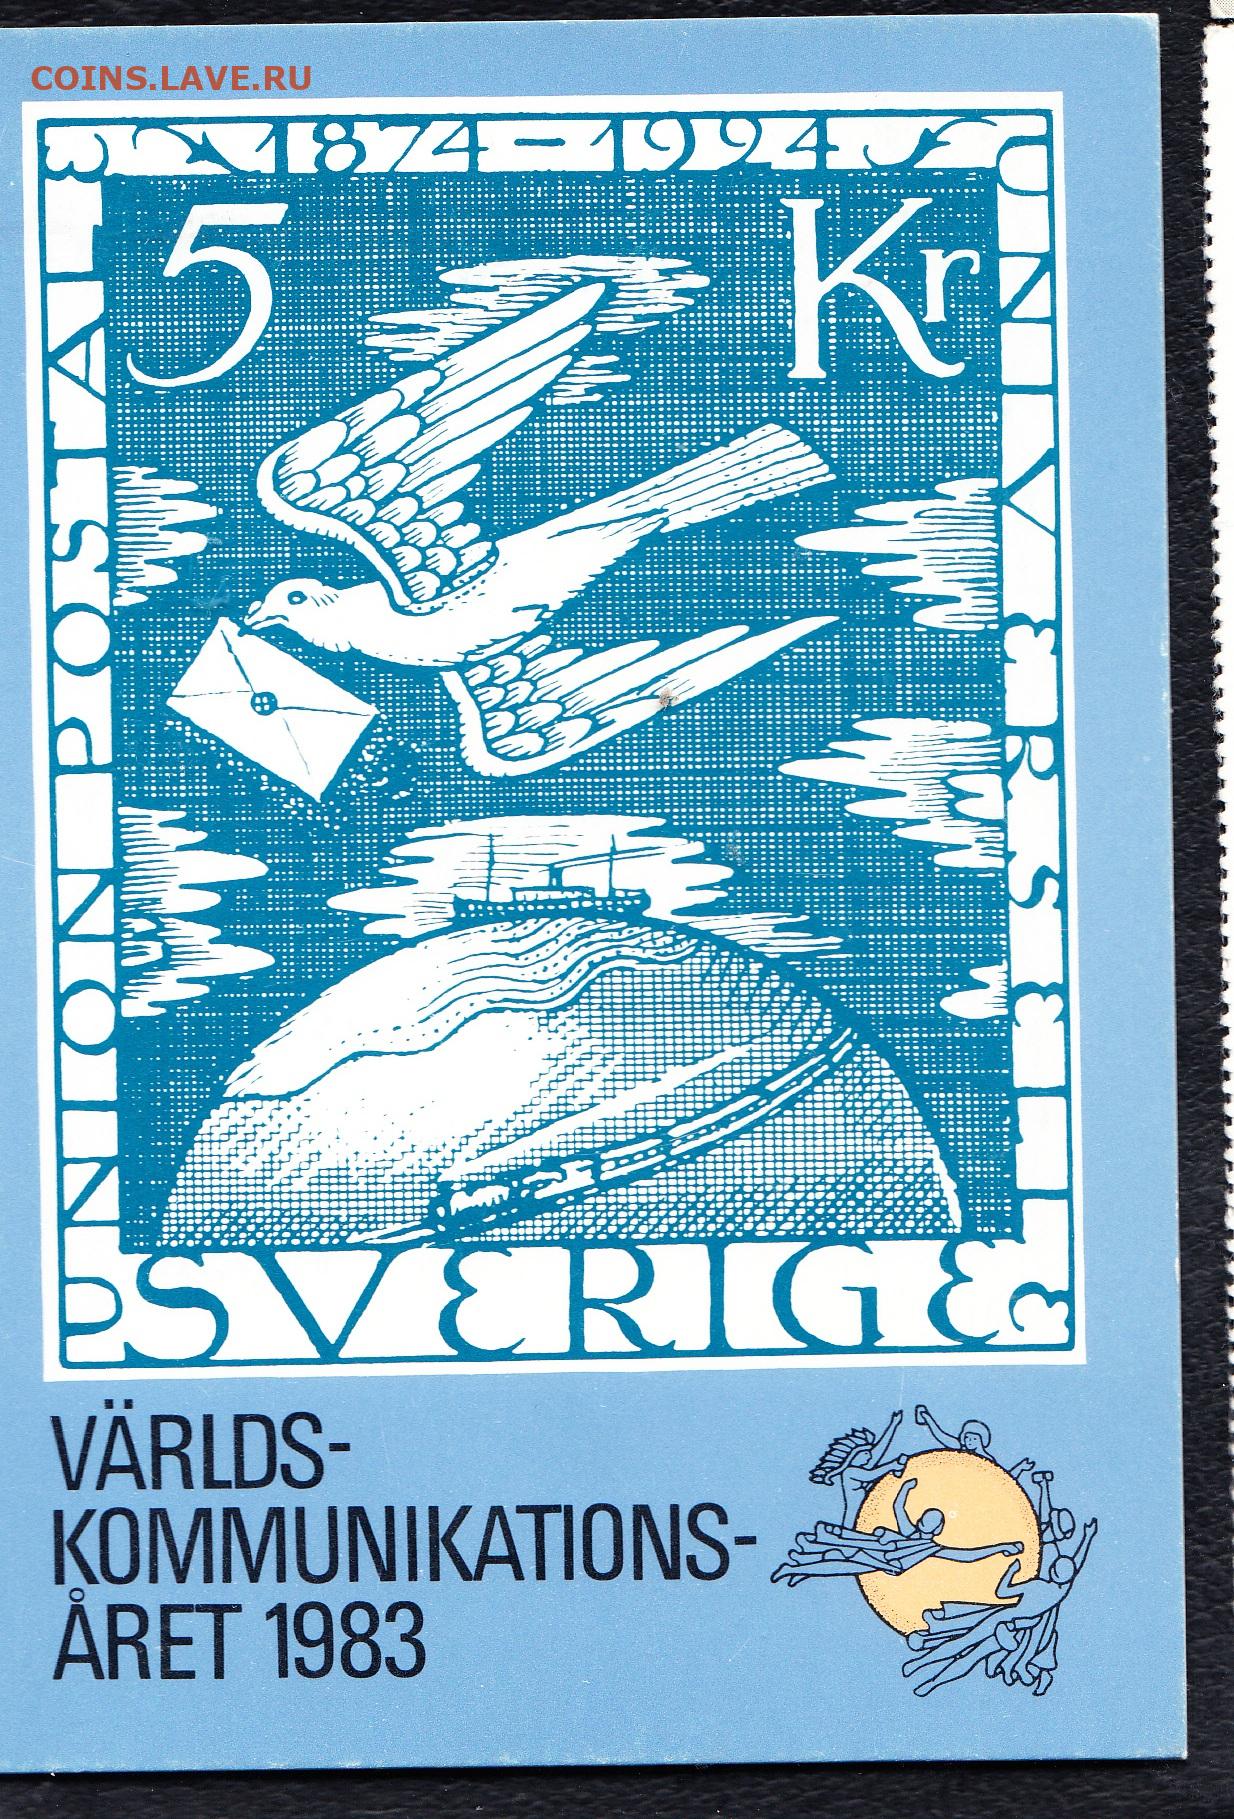 COINS.LAVE.RU
1874-1924
5 Kr
UNION POSTALE
UNIVERSELLE
SVERIGE
VÄRLDS-
KOMMUNIKATIONS-
ÅRET 1983